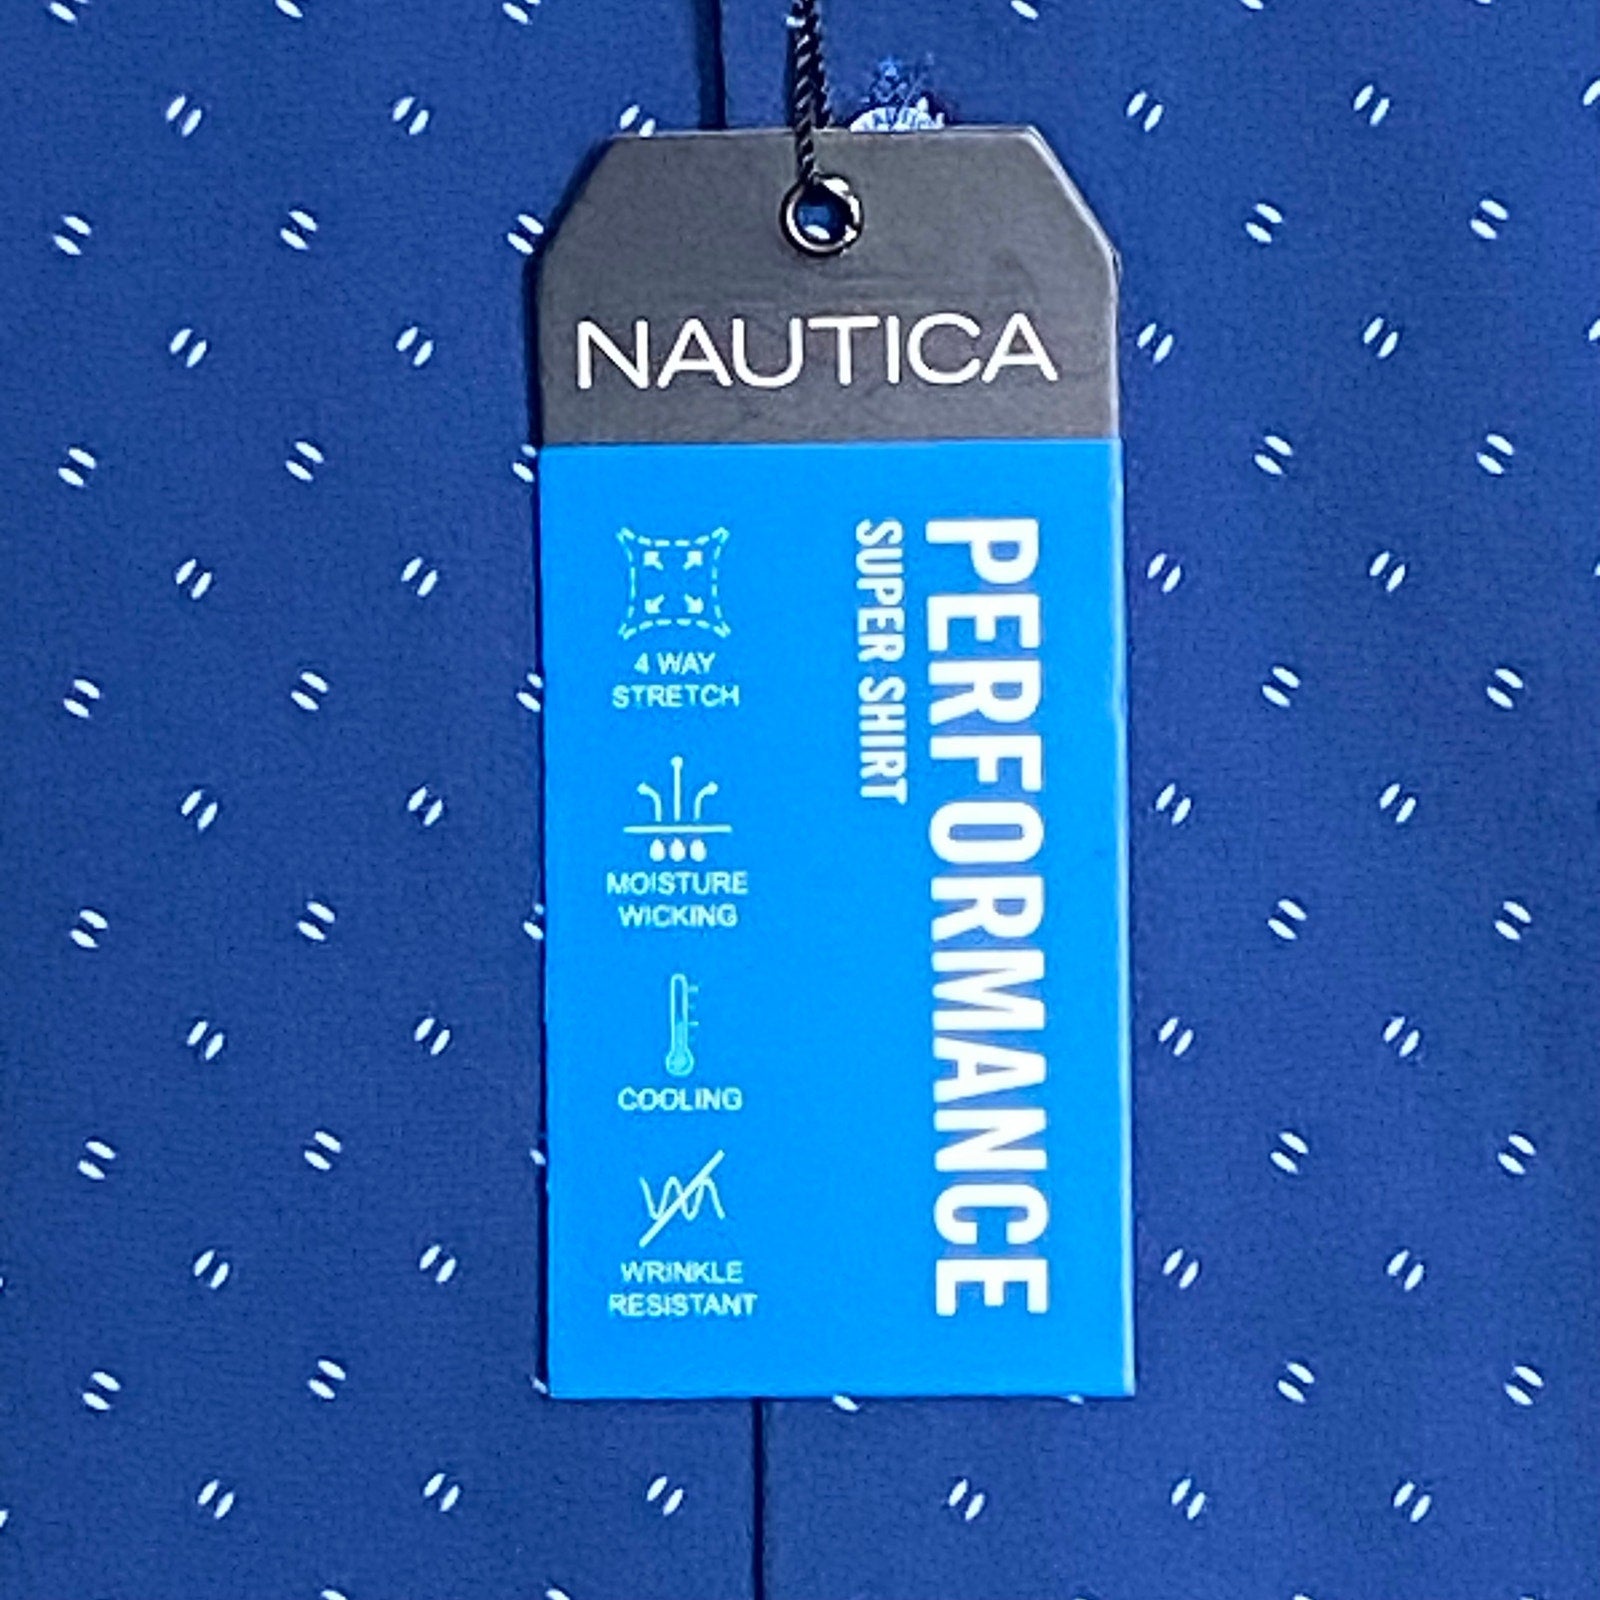 NAUTICA
PERFORMANCE
SUPER SHIRT
4 WAY
STRETCH
MOISTURE
WICKING
COOLING
WRINKLE
RESISTANT